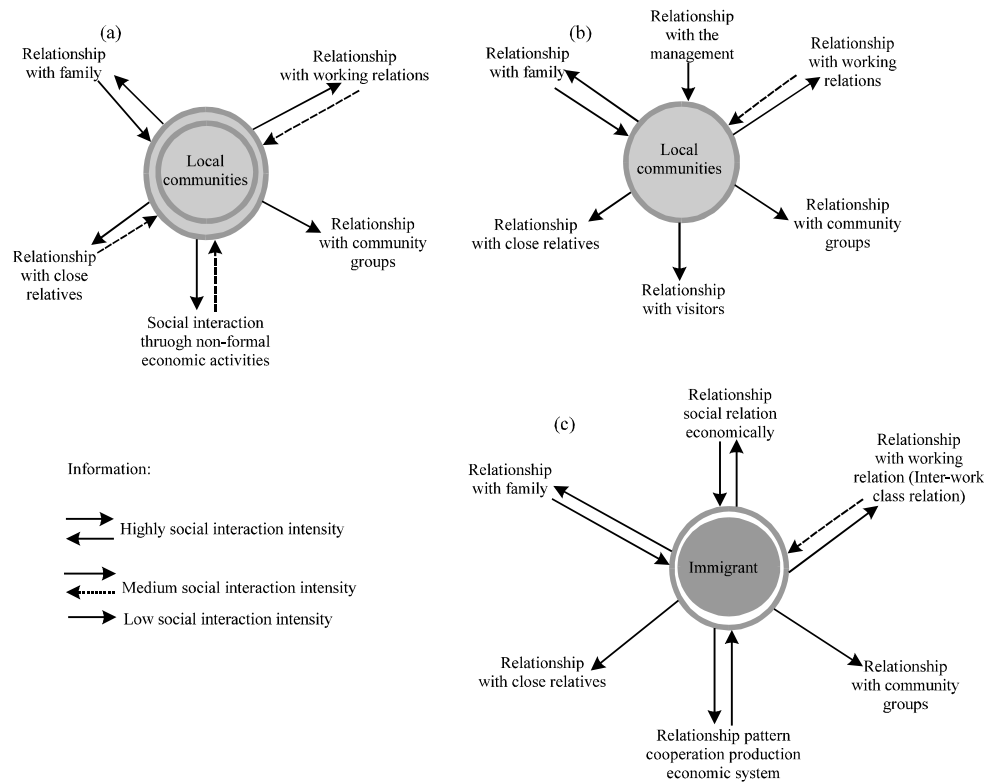 (a)
Relationship
with family
Relationship
with working relations
Local
communities
Relationship
with close
relatives
Relationship
with community
groups
Social interaction
thruogh non-formal
economic activities
(b)
Relationship
with the
management
Relationship
with family
Relationship
with working
relations
Local
communities
Relationship
with close relatives
Relationship
with community
groups
Relationship
with visitors
Information:
Highly social interaction intensity
Medium social interaction intensity
Low social interaction intensity
(c)
Relationship
social relation
economically
Relationship
with family
Relationship
with working
relation (Inter-work
class relation)
Immigrant
Relationship
with close relatives
Relationship
with community
groups
Relationship pattern
cooperation production
economic system